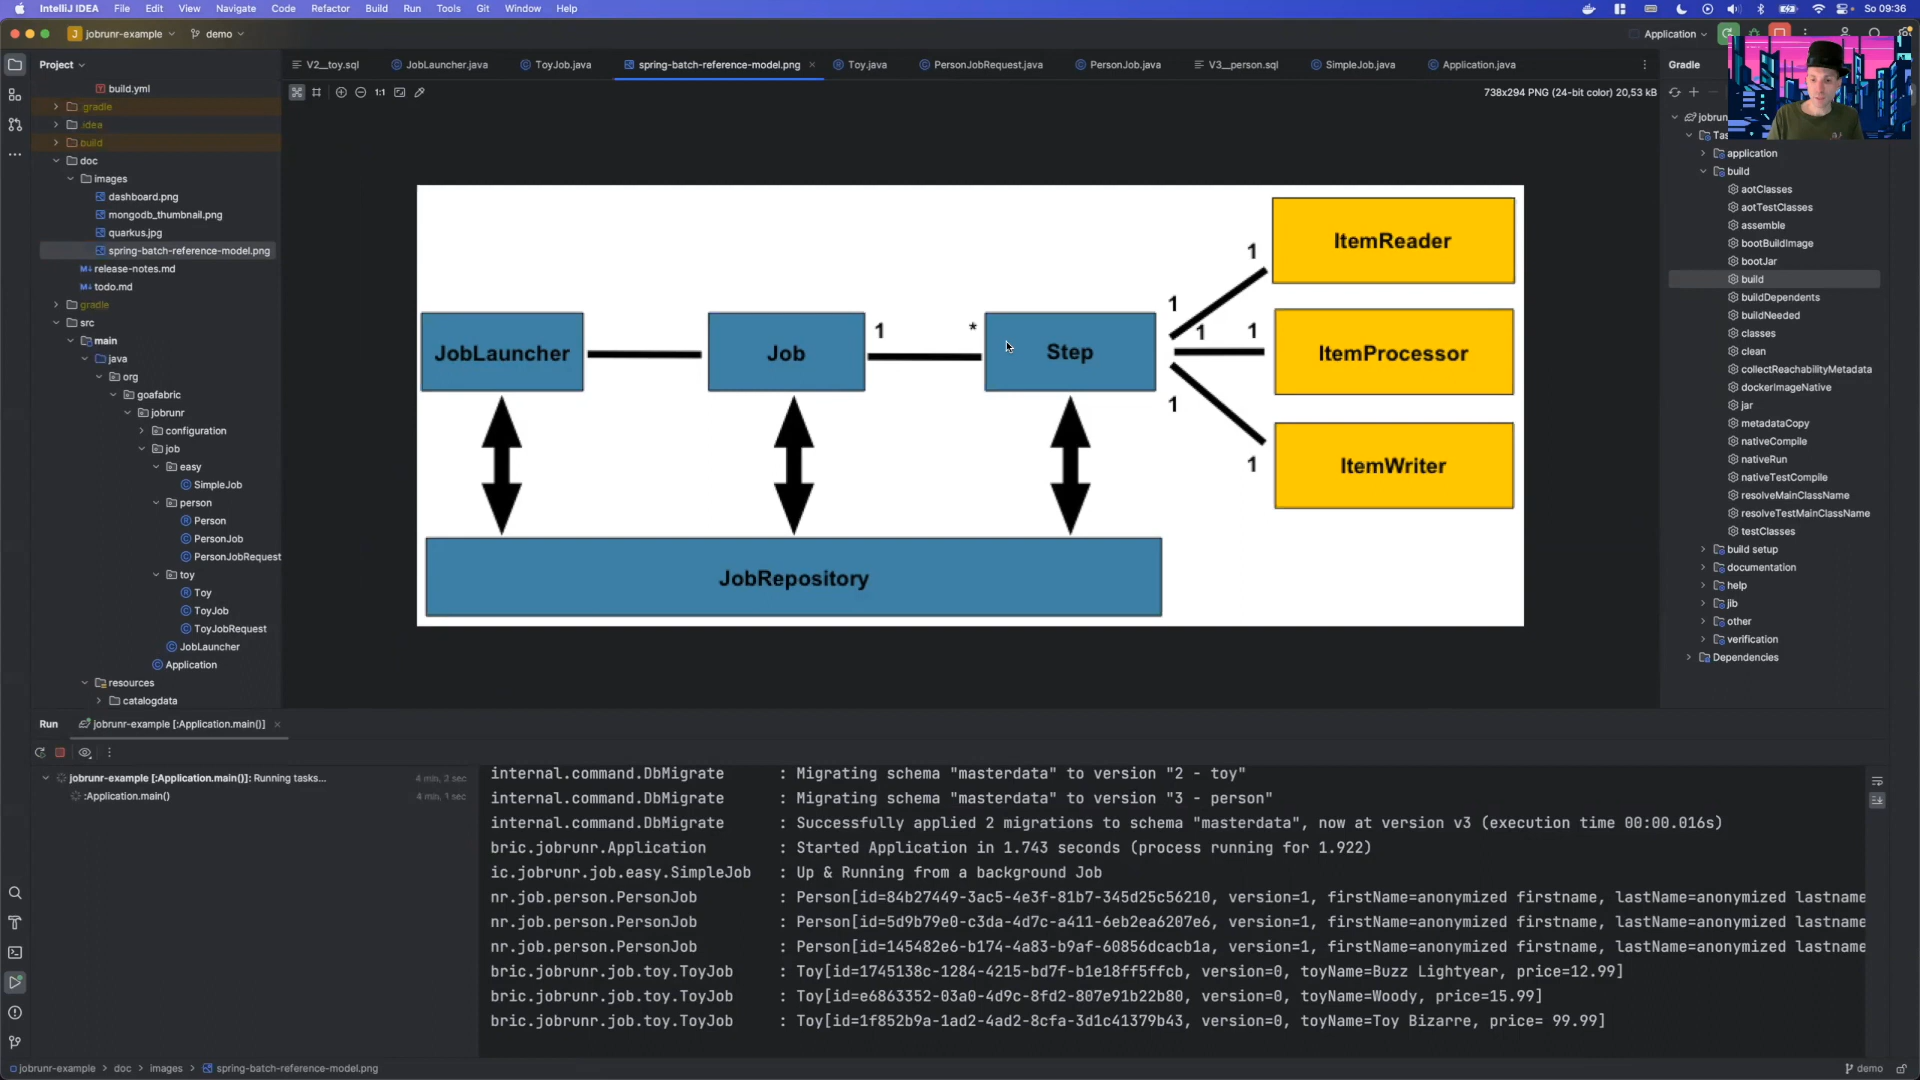 IntelliJ IDEA File Edit View Navigate Code Refactor Build Run Tools Git Window Help So 09:36
J jobrunr-example demo Application
Project V2__toy.sql JobLauncher.java ToyJob.java spring-batch-reference-model.png Toy.java PersonJobRequest.java PersonJob.java V3__person.sql SimpleJob.java Application.java Gradle
1:1 738x294 PNG (24-bit color) 20,53 kB
build.yml
.gradle
.idea
build
doc
images
dashboard.png
mongodb_thumbnail.png
quarkus.jpg
spring-batch-reference-model.png
release-notes.md
todo.md
gradle
src
main
java
org
goafabric
jobrunr
configuration
job
easy
SimpleJob
person
Person
PersonJob
PersonJobRequest
toy
Toy
ToyJob
ToyJobRequest
JobLauncher
Application
resources
catalogdata
ItemReader
1
1
1
1
JobLauncher
Job
1
*
Step
ItemProcessor
1
1
ItemWriter
JobRepository
jobrun
Tas
application
build
aotClasses
aotTestClasses
assemble
bootBuildImage
bootJar
build
buildDependents
buildNeeded
classes
clean
collectReachabilityMetadata
dockerImageNative
jar
metadataCopy
nativeCompile
nativeRun
nativeTestCompile
resolveMainClassName
resolveTestMainClassName
testClasses
build setup
documentation
help
jib
other
verification
Dependencies
Run jobrunr-example [:Application.main()]
jobrunr-example [:Application.main()]: Running tasks...
:Application.main()
internal.command.DbMigrate : Migrating schema "masterdata" to version "2 - toy"
internal.command.DbMigrate : Migrating schema "masterdata" to version "3 - person"
internal.command.DbMigrate : Successfully applied 2 migrations to schema "masterdata", now at version v3 (execution time 00:00.016s)
bric.jobrunr.Application : Started Application in 1.743 seconds (process running for 1.922)
ic.jobrunr.job.easy.SimpleJob : Up & Running from a background Job
nr.job.person.PersonJob : Person[id=84b27449-3ac5-4e3f-81b7-345d25c56210, version=1, firstName=anonymized firstname, lastName=anonymized lastname
nr.job.person.PersonJob : Person[id=5d9b79e0-c3da-4d7c-a411-6eb2ea6207e6, version=1, firstName=anonymized firstname, lastName=anonymized lastname
nr.job.person.PersonJob : Person[id=145482e6-b174-4a83-b9af-60856dcacb1a, version=1, firstName=anonymized firstname, lastName=anonymized lastname
bric.jobrunr.job.toy.ToyJob : Toy[id=1745138c-1284-4215-bd7f-b1e18ff5ffcb, version=0, toyName=Buzz Lightyear, price=12.99]
bric.jobrunr.job.toy.ToyJob : Toy[id=e6863352-03a0-4d9c-8fd2-807e91b22b80, version=0, toyName=Woody, price=15.99]
bric.jobrunr.job.toy.ToyJob : Toy[id=1f852b9a-1ad2-4ad2-8cfa-3d1c41379b43, version=0, toyName=Toy Bizarre, price= 99.99]
jobrunr-example doc images spring-batch-reference-model.png demo